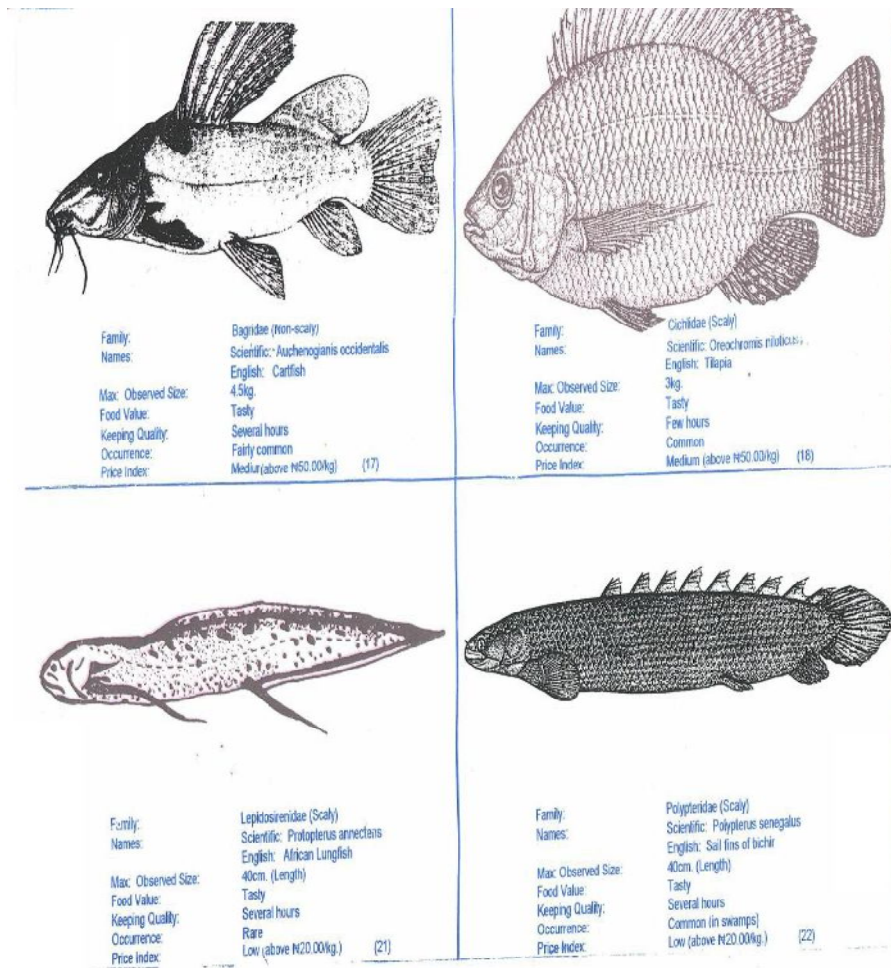 Family: Bagridae (Non-scaly)
Names: Scientific: Auchenogianis occidentalis
English: Cartfish
Max: Observed Size: 4.5kg.
Food Value: Tasty
Keeping Quality: Several hours
Occurrence: Fairly common
Price Index: Mediur(above ₦50.00/kg) (17)
Family: Cichlidae (Scaly)
Names: Scientific: Oreochromis niloticus
English: Tilapia
Max: Observed Size: 3kg.
Food Value: Tasty
Keeping Quality: Few hours
Occurrence: Common
Price Index: Medium (above ₦50.00/kg) (18)
Family: Lepidosirenidae (Scaly)
Names: Scientific: Protopterus annectens
English: African Lungfish
Max: Observed Size: 40cm. (Length)
Food Value: Tasty
Keeping Quality: Several hours
Occurrence: Rare
Price Index: Low (above ₦20.00/kg.) (21)
Family: Polypteridae (Scaly)
Names: Scientific: Polypterus senegalus
English: Sail fins of bichir
Max: Observed Size: 40cm. (Length)
Food Value: Tasty
Keeping Quality: Several hours
Occurrence: Common (in swamps)
Price Index: Low (above ₦20.00/kg.) (22)